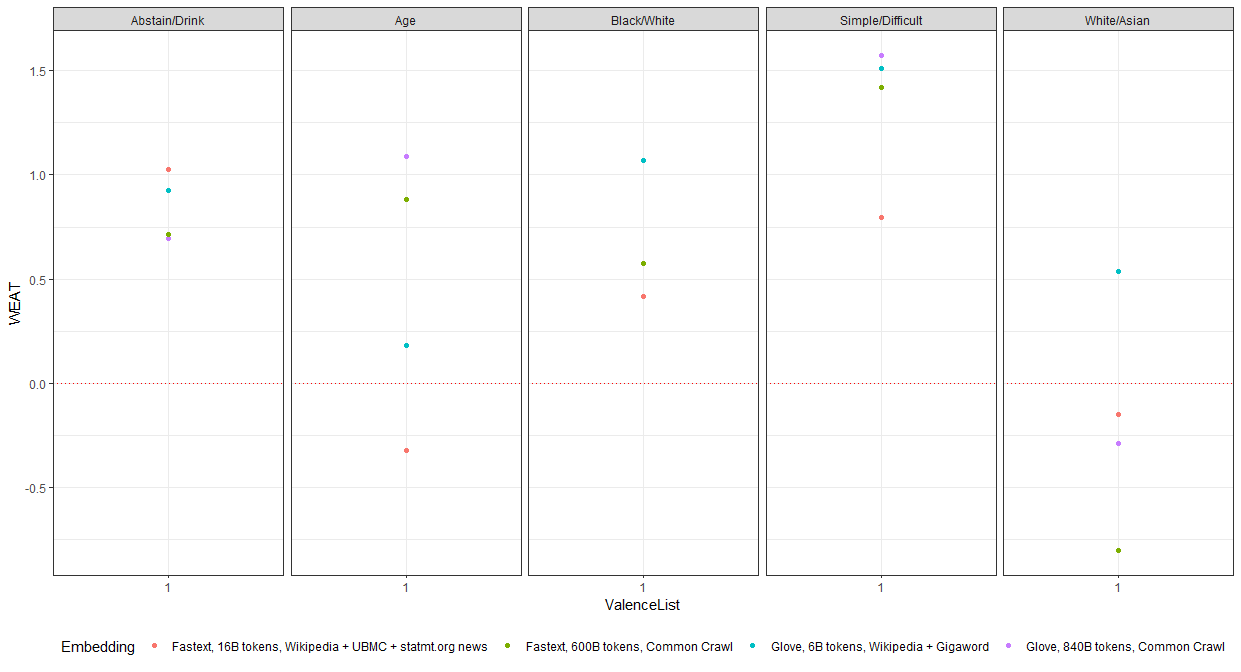 Abstain/Drink Age Black/White Simple/Difficult White/Asian
1.5
1.0
0.5
0.0
-0.5
WEAT
1 1 1 1 1
ValenceList
Embedding Fastext, 16B tokens, Wikipedia + UBMC + statmt.org news Fastext, 600B tokens, Common Crawl Glove, 6B tokens, Wikipedia + Gigaword Glove, 840B tokens, Common Crawl